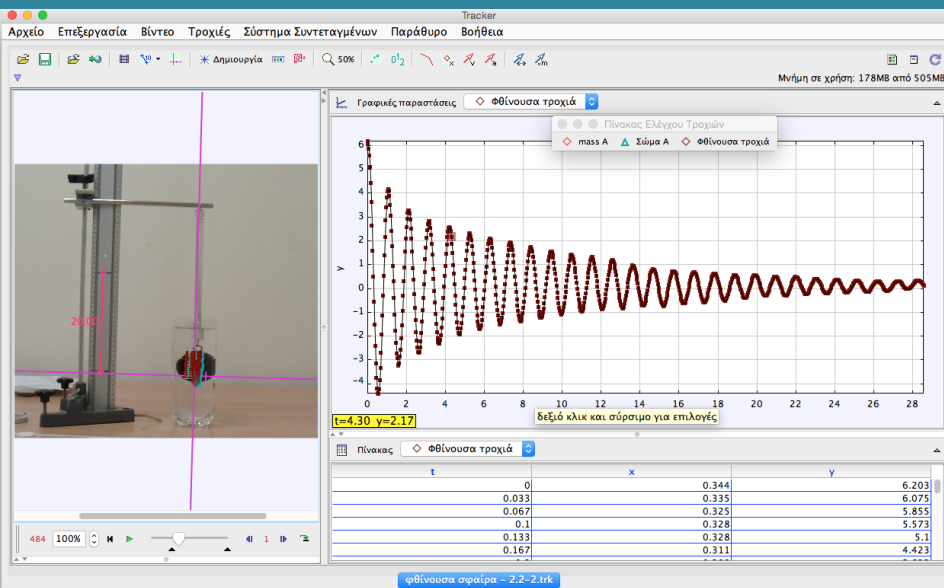 Tracker
Αρχείο Επεξεργασία Βίντεο Τροχιές Σύστημα Συντεταγμένων Παράθυρο Βοήθεια
Δημιουργία 50%
Μνήμη σε χρήση: 178MB από 505MB
Γραφικές παραστάσεις Φθίνουσα τροχιά
Πίνακας Ελέγχου Τροχιών
mass A Σώμα A Φθίνουσα τροχιά
6
5
4
3
2
1
0
-1
-2
-3
-4
y
0 2 4 6 8 10 12 14 16 18 20 22 24 26 28
t=4.30 y=2.17
δεξιό κλικ και σύρσιμο για επιλογές
Πίνακας Φθίνουσα τροχιά
t x y
0 0.344 6.203
0.033 0.335 6.075
0.067 0.325 5.855
0.1 0.328 5.573
0.133 0.328 5.1
0.167 0.311 4.423
484 100% 1
φθίνουσα σφαίρα - 2.2-2.trk